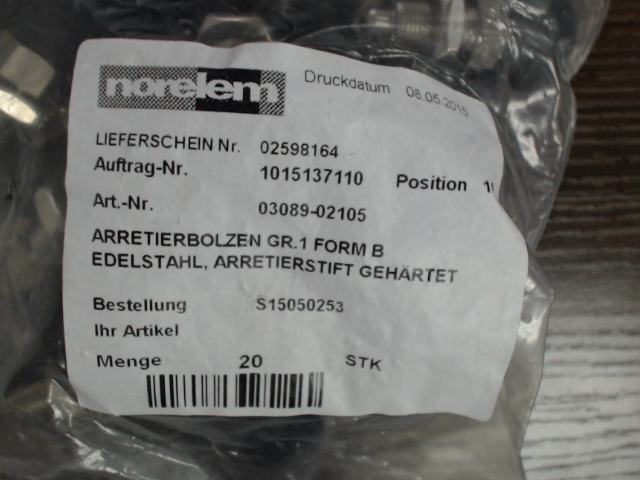 norelem
Druckdatum 08.05.2015
LIEFERSCHEIN Nr. 02598164
Auftrag-Nr. 1015137110 Position
Art.-Nr. 03089-02105
ARRETIERBOLZEN GR.1 FORM B
EDELSTAHL, ARRETIERSTIFT GEHÄRTET
Bestellung S15050253
Ihr Artikel
Menge 20 STK